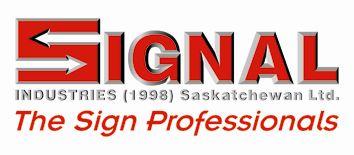 SIGNAL
INDUSTRIES (1998) Saskatchewan Ltd.
The Sign Professionals